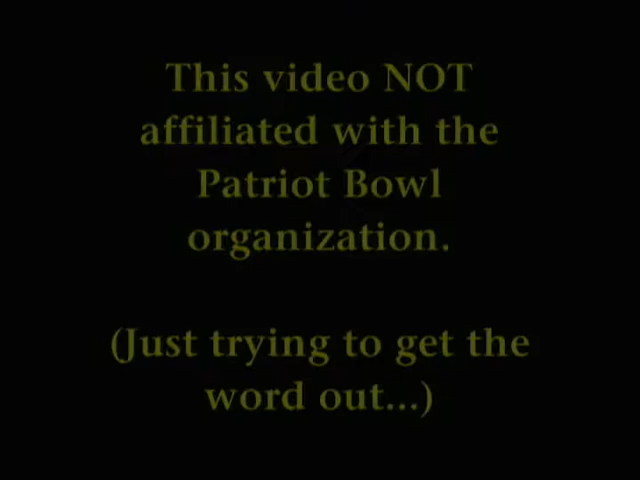 This video NOT
affiliated with the
Patriot Bowl
organization.
(Just trying to get the
word out...)